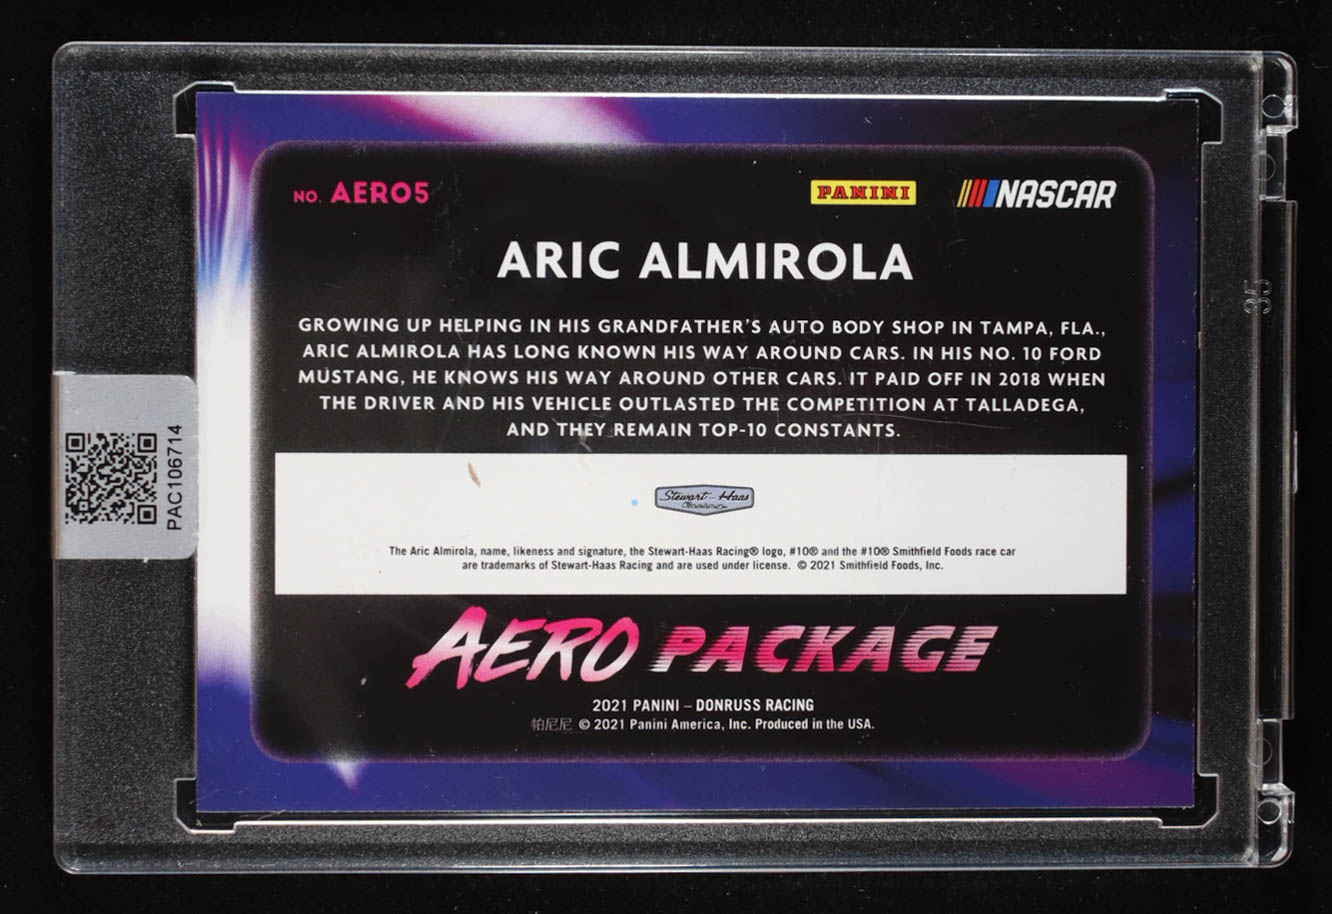 NO. AERO5
PANINI
NASCAR
ARIC ALMIROLA
GROWING UP HELPING IN HIS GRANDFATHER'S AUTO BODY SHOP IN TAMPA, FLA.,
ARIC ALMIROLA HAS LONG KNOWN HIS WAY AROUND CARS. IN HIS NO. 10 FORD
MUSTANG, HE KNOWS HIS WAY AROUND OTHER CARS. IT PAID OFF IN 2018 WHEN
THE DRIVER AND HIS VEHICLE OUTLASTED THE COMPETITION AT TALLADEGA,
AND THEY REMAIN TOP-10 CONSTANTS.
Stewart-Haas
The Aric Almirola, name, likeness and signature, the Stewart-Haas Racing® logo, #10® and the #10® Smithfield Foods race car
are trademarks of Stewart-Haas Racing and are used under license. © 2021 Smithfield Foods, Inc.
AERO PACKAGE
2021 PANINI – DONRUSS RACING
帕尼尼 © 2021 Panini America, Inc. Produced in the USA.
PAC106714
35